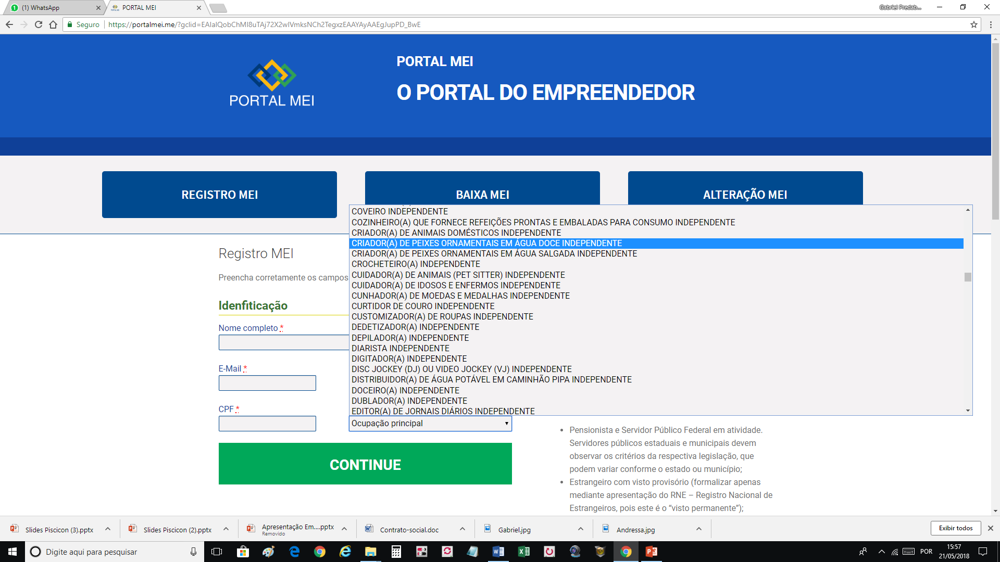 (1) WhatsApp
PORTAL MEI
Gabriel Predab...
Seguro
https://portalmei.me/?gclid=EAIaIQobChMI8uTAj72X2wIVmksNCh2TegxzEAAYAyAAEgJupPD_BwE
PORTAL MEI
PORTAL MEI
O PORTAL DO EMPREENDEDOR
REGISTRO MEI
BAIXA MEI
ALTERAÇÃO MEI
COVEIRO INDEPENDENTE
COZINHEIRO(A) QUE FORNECE REFEIÇÕES PRONTAS E EMBALADAS PARA CONSUMO INDEPENDENTE
CRIADOR(A) DE ANIMAIS DOMÉSTICOS INDEPENDENTE
CRIADOR(A) DE PEIXES ORNAMENTAIS EM ÁGUA DOCE INDEPENDENTE
CRIADOR(A) DE PEIXES ORNAMENTAIS EM ÁGUA SALGADA INDEPENDENTE
CROCHETEIRO(A) INDEPENDENTE
CUIDADOR(A) DE ANIMAIS (PET SITTER) INDEPENDENTE
CUIDADOR(A) DE IDOSOS E ENFERMOS INDEPENDENTE
CUNHADOR(A) DE MOEDAS E MEDALHAS INDEPENDENTE
CURTIDOR DE COURO INDEPENDENTE
CUSTOMIZADOR(A) DE ROUPAS INDEPENDENTE
DEDETIZADOR(A) INDEPENDENTE
DEPILADOR(A) INDEPENDENTE
DIARISTA INDEPENDENTE
DIGITADOR(A) INDEPENDENTE
DISC JOCKEY (DJ) OU VIDEO JOCKEY (VJ) INDEPENDENTE
DISTRIBUIDOR(A) DE ÁGUA POTÁVEL EM CAMINHÃO PIPA INDEPENDENTE
DOCEIRO(A) INDEPENDENTE
DUBLADOR(A) INDEPENDENTE
EDITOR(A) DE JORNAIS DIÁRIOS INDEPENDENTE
Registro MEI
Preencha corretamente os campos
Idenfiticação
Nome completo *
E-Mail *
CPF *
Ocupação principal
CONTINUE
Pensionista e Servidor Público Federal em atividade.
Servidores públicos estaduais e municipais devem
observar os critérios da respectiva legislação, que
podem variar conforme o estado ou município;
Estrangeiro com visto provisório (formalizar apenas
mediante apresentação do RNE – Registro Nacional de
Estrangeiros, pois este é o “visto permanente”);
Slides Piscicon (3).pptx
Slides Piscicon (2).pptx
Apresentação Em....pptx
Removido
Contrato-social.doc
Gabriel.jpg
Andressa.jpg
Exibir todos
Digite aqui para pesquisar
POR
15:57
21/05/2018